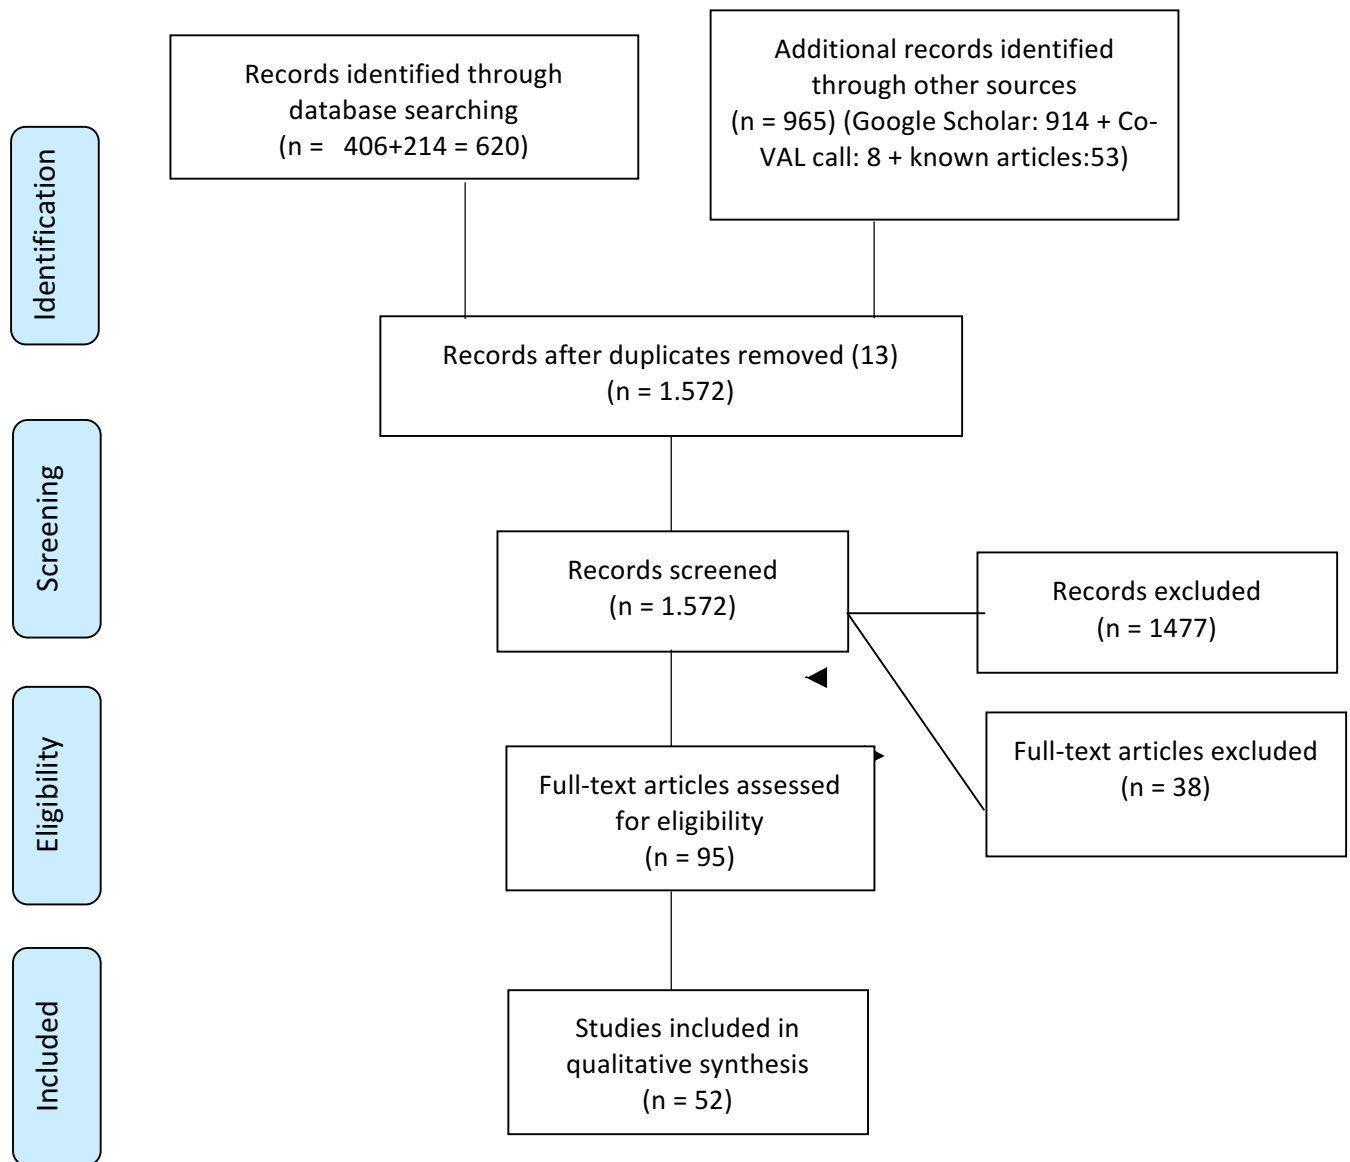 Identification
Records identified through
database searching
(n = 406+214 = 620)
Additional records identified
through other sources
(n = 965) (Google Scholar: 914 + Co-
VAL call: 8 + known articles:53)
Records after duplicates removed (13)
(n = 1.572)
Screening
Records screened
(n = 1.572)
Records excluded
(n = 1477)
Eligibility
Full-text articles assessed
for eligibility
(n = 95)
Full-text articles excluded
(n = 38)
Included
Studies included in
qualitative synthesis
(n = 52)